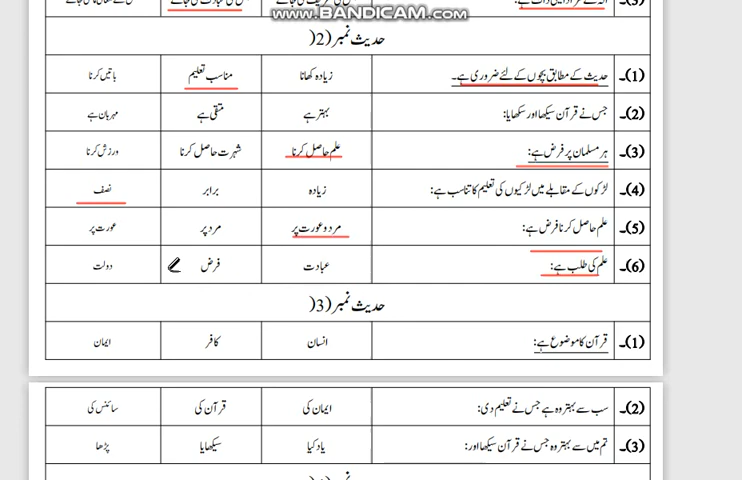 WWW.BANDICAM.COM
حدیث نمبر (2)
(1)۔ حدیث کے مطابق بچوں کے لئے ضروری ہے۔ زیادہ کھانا مناسب تعلیم باتیں کرنا
(2)۔ جس نے قرآن سیکھا اور سکھایا: بہتر ہے متقی ہے مہربان ہے
(3)۔ ہر مسلمان پر فرض ہے: علم حاصل کرنا شہرت حاصل کرنا ورزش کرنا
(4)۔ لڑکوں کے مقابلے میں لڑکیوں کی تعلیم کا تناسب ہے: زیادہ برابر نصف
(5)۔ علم حاصل کرنا فرض ہے: مرد و عورت پر مرد پر عورت پر
(6)۔ علم کی طلب ہے: عبادت فرض دولت
حدیث نمبر (3)
(1)۔ قرآن کا موضوع ہے: انسان کافر ایمان
(2)۔ سب سے بہتر وہ ہے جس نے تعلیم دی: ایمان کی قرآن کی سائنس کی
(3)۔ تم میں سے بہتر وہ جس نے قرآن سیکھا اور: یاد کیا سیکھایا پڑھا